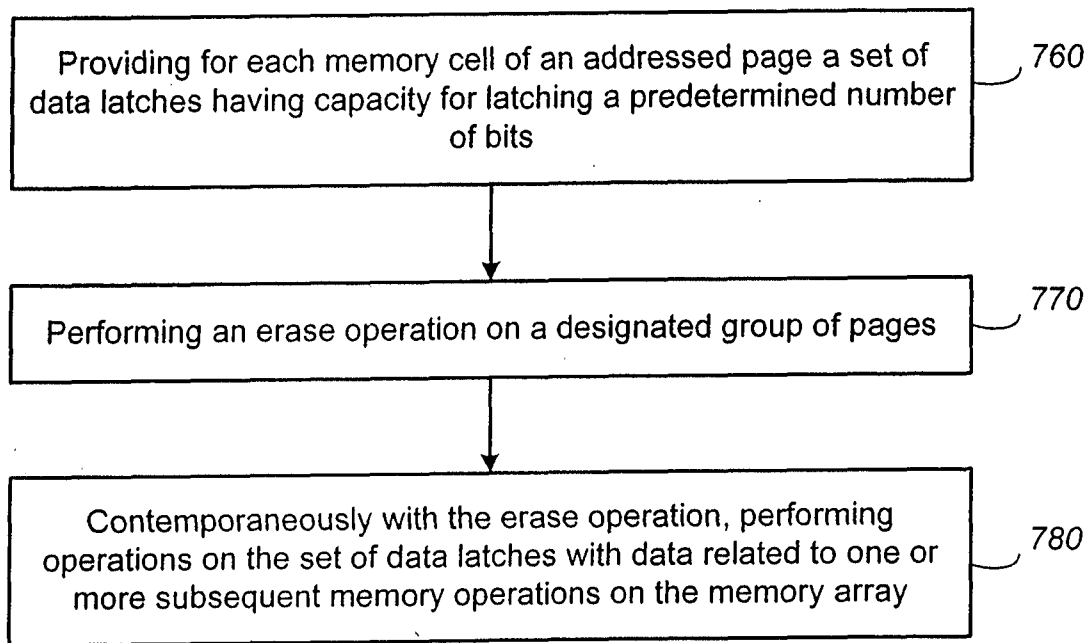 Providing for each memory cell of an addressed page a set of
data latches having capacity for latching a predetermined number
of bits
760
Performing an erase operation on a designated group of pages
770
Contemporaneously with the erase operation, performing
operations on the set of data latches with data related to one or
more subsequent memory operations on the memory array
780